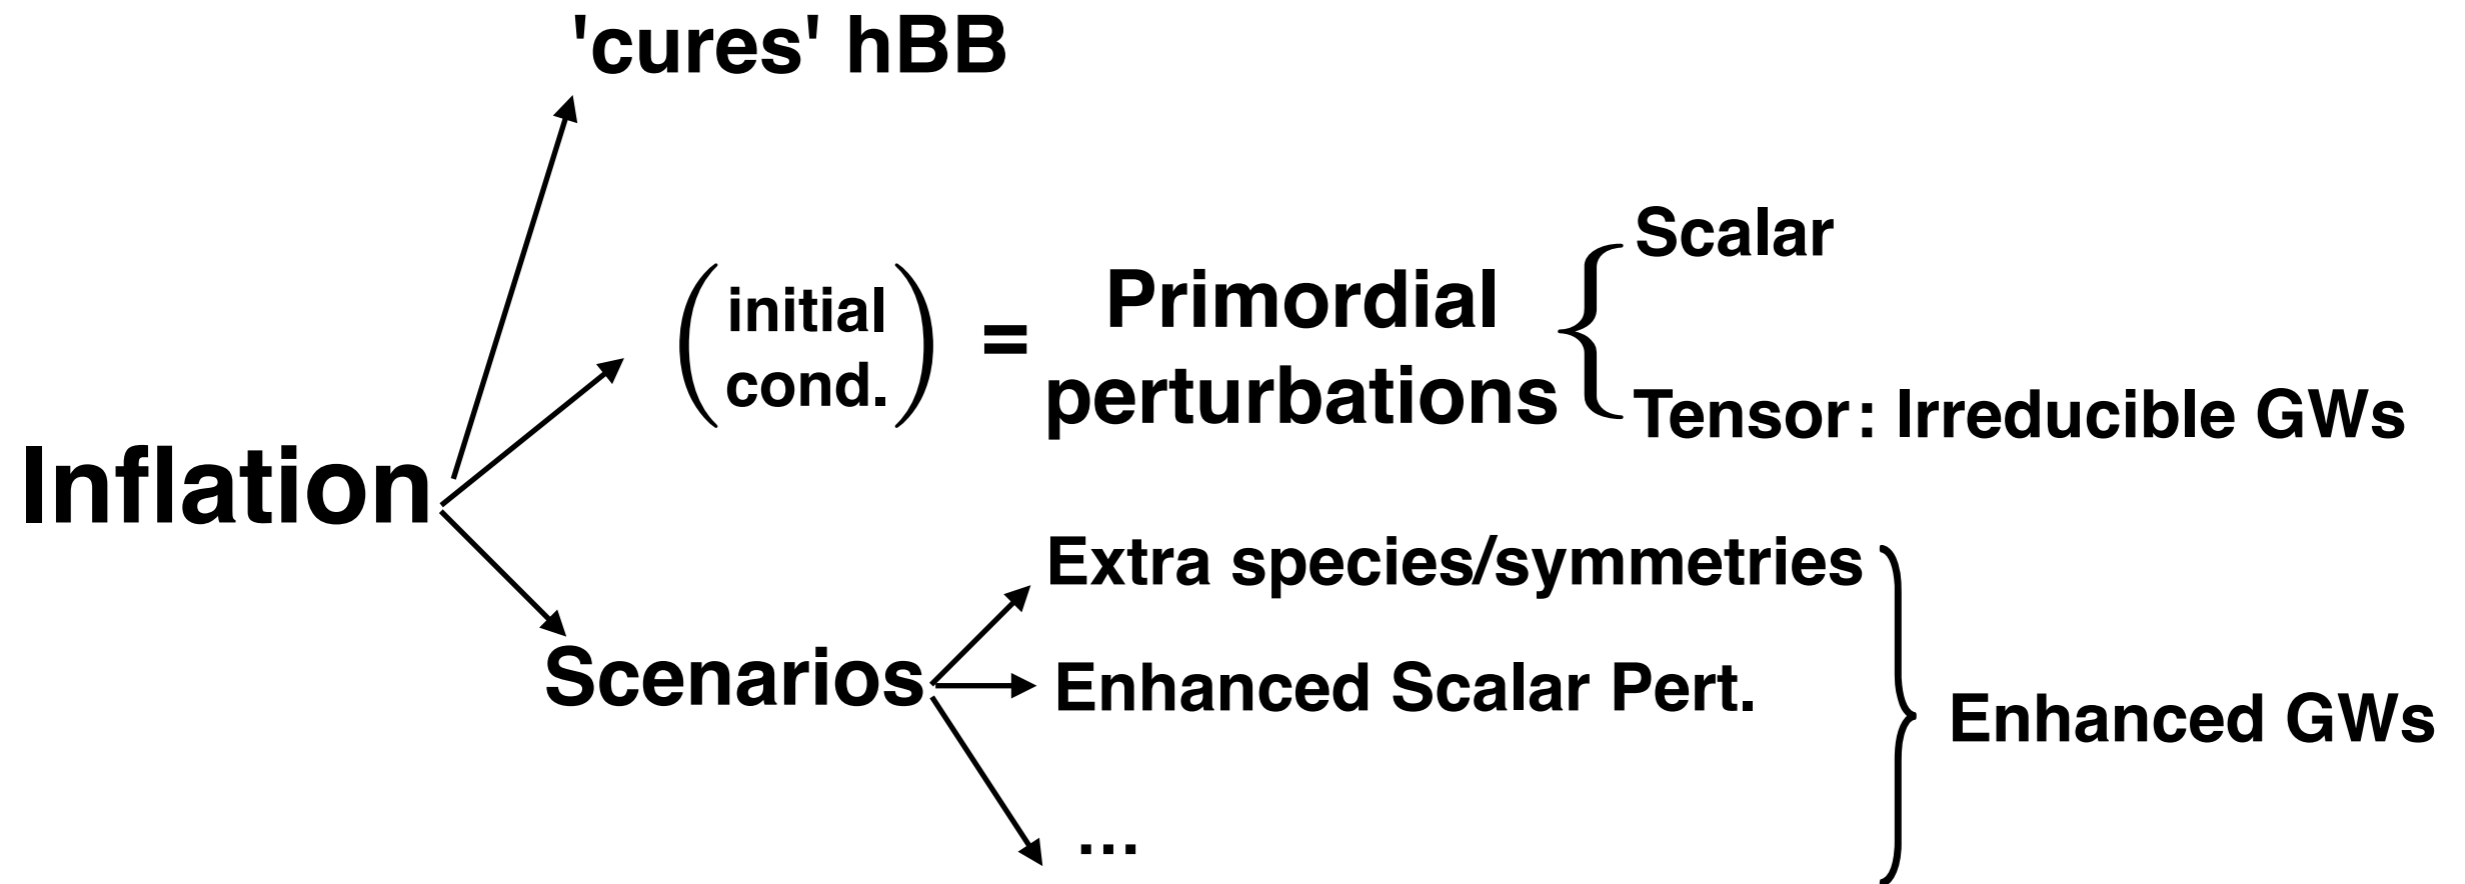 'cures' hBB
Scalar
initial
cond.
=
Primordial
perturbations
Tensor: Irreducible GWs
Inflation
Extra species/symmetries
Scenarios
Enhanced Scalar Pert.
Enhanced GWs
...